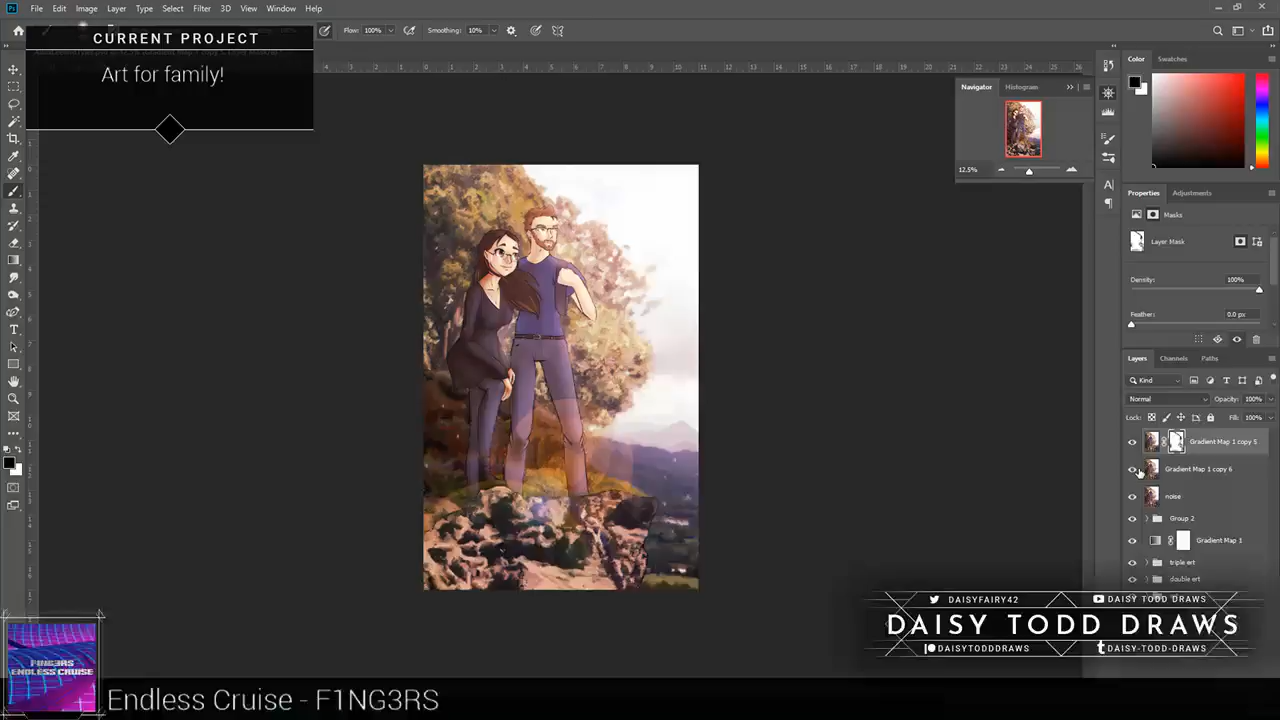 File Edit Image Layer Type Select Filter 3D View Window Help
Flow: 100% Smoothing: 10%
CURRENT PROJECT
Art for family!
Navigator Histogram
12.5%
Color Swatches
Properties Adjustments
Masks
Layer Mask
Density: 100%
Feather: 0.0 px
Layers Channels Paths
Kind
Normal Opacity: 100%
Lock: Fill: 100%
Gradient Map 1 copy 5
Gradient Map 1 copy 6
noise
Group 2
Gradient Map 1
triple ert
double ert
DAISYFAIRY42 DAISY TODD DRAWS
DAISY TODD DRAWS
DAISYTODDDRAWS DAISY-TODD-DRAWS
F1NG3RS
ENDLESS CRUISE
Endless Cruise - F1NG3RS